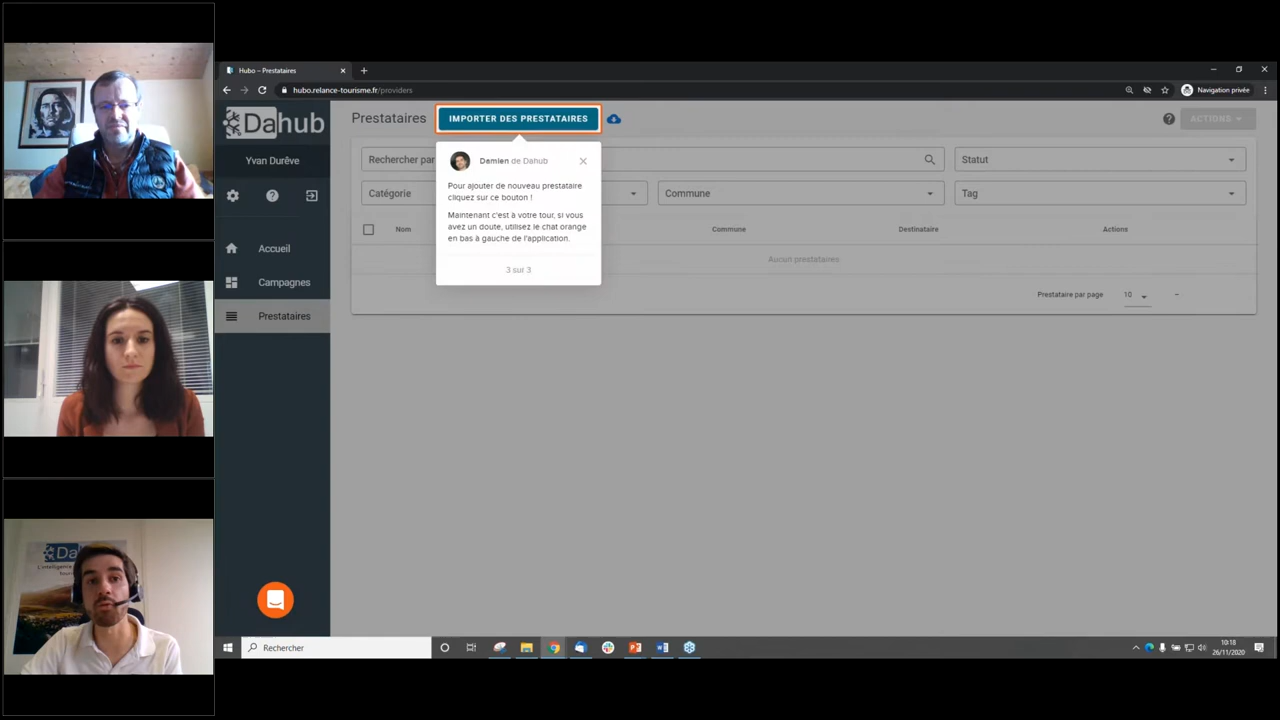 Hubo – Prestataires
hubo.relance-tourisme.fr/providers
Navigation privée
Dahub
Yvan Durêve
Accueil
Campagnes
Prestataires
Prestataires
IMPORTER DES PRESTATAIRES
ACTIONS
Rechercher par
Statut
Catégorie
Commune
Tag
Nom
Commune
Destinataire
Actions
Aucun prestataires
Prestataire par page
10
–
Damien de Dahub
Pour ajouter de nouveau prestataire
cliquez sur ce bouton !
Maintenant c'est à votre tour, si vous
avez un doute, utilisez le chat orange
en bas à gauche de l'application.
3 sur 3
Da
L'intelligence
Rechercher
10:18
26/11/2020